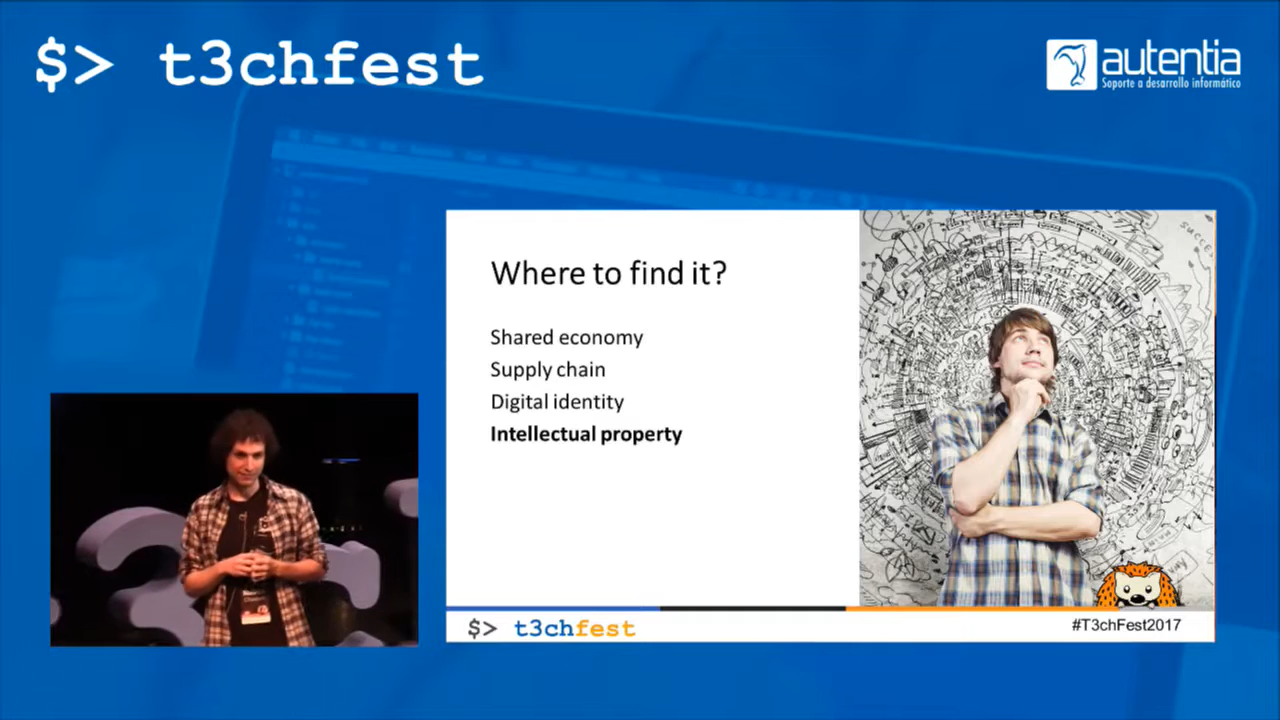 $> t3chfest
autentia
Soporte a desarrollo informático
Where to find it?
Shared economy
Supply chain
Digital identity
Intellectual property
$> t3chfest
#T3chFest2017